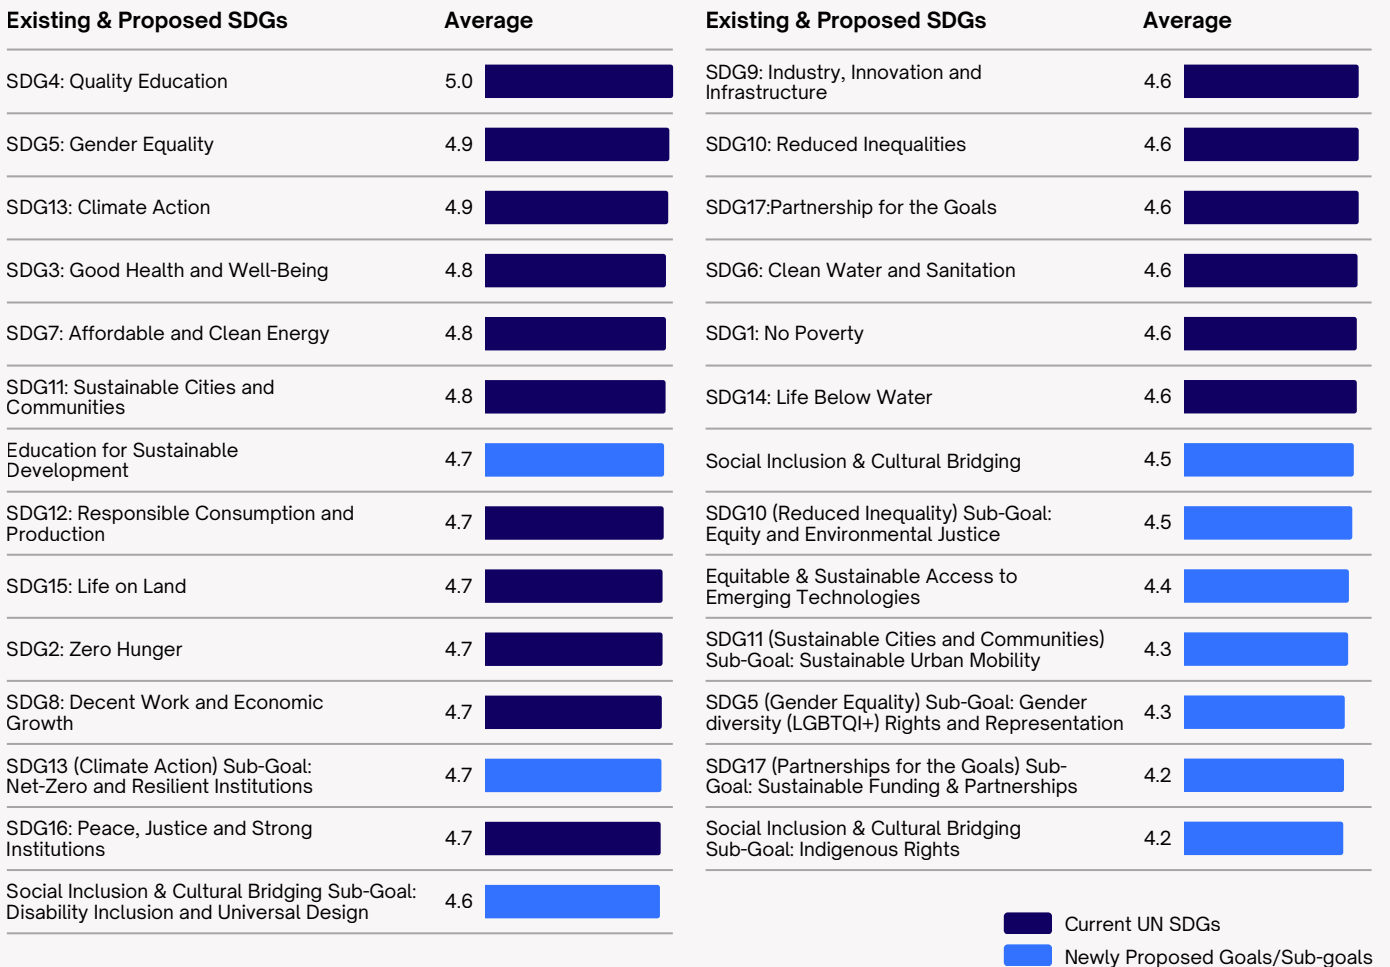 Existing & Proposed SDGs Average
SDG4: Quality Education 5.0
SDG5: Gender Equality 4.9
SDG13: Climate Action 4.9
SDG3: Good Health and Well-Being 4.8
SDG7: Affordable and Clean Energy 4.8
SDG11: Sustainable Cities and
Communities
4.8
Education for Sustainable
Development
4.7
SDG12: Responsible Consumption and
Production
4.7
SDG15: Life on Land 4.7
SDG2: Zero Hunger 4.7
SDG8: Decent Work and Economic
Growth
4.7
SDG13 (Climate Action) Sub-Goal:
Net-Zero and Resilient Institutions
4.7
SDG16: Peace, Justice and Strong
Institutions
4.7
Social Inclusion & Cultural Bridging Sub-Goal:
Disability Inclusion and Universal Design
4.6
Existing & Proposed SDGs Average
SDG9: Industry, Innovation and
Infrastructure
4.6
SDG10: Reduced Inequalities 4.6
SDG17:Partnership for the Goals 4.6
SDG6: Clean Water and Sanitation 4.6
SDG1: No Poverty 4.6
SDG14: Life Below Water 4.6
Social Inclusion & Cultural Bridging 4.5
SDG10 (Reduced Inequality) Sub-Goal:
Equity and Environmental Justice
4.5
Equitable & Sustainable Access to
Emerging Technologies
4.4
SDG11 (Sustainable Cities and Communities)
Sub-Goal: Sustainable Urban Mobility
4.3
SDG5 (Gender Equality) Sub-Goal: Gender
diversity (LGBTQI+) Rights and Representation
4.3
SDG17 (Partnerships for the Goals) Sub-
Goal: Sustainable Funding & Partnerships
4.2
Social Inclusion & Cultural Bridging
Sub-Goal: Indigenous Rights
4.2
Current UN SDGs
Newly Proposed Goals/Sub-goals